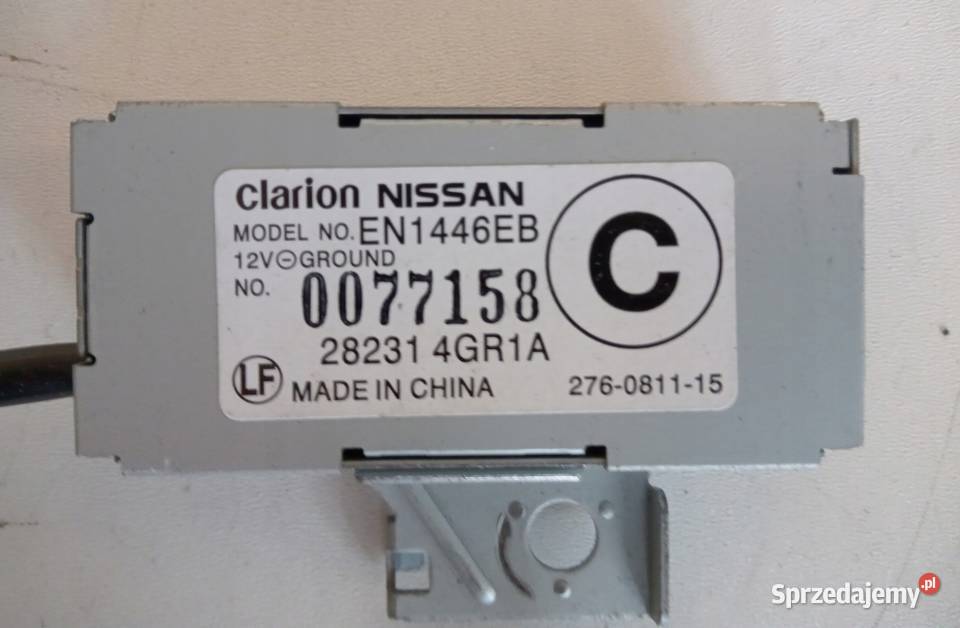 Clarion NISSAN
MODEL NO. EN1446EB
12V⊖GROUND
NO. 0077158
C
28231 4GR1A
LF MADE IN CHINA 276-0811-15
Sprzedajemy.pl